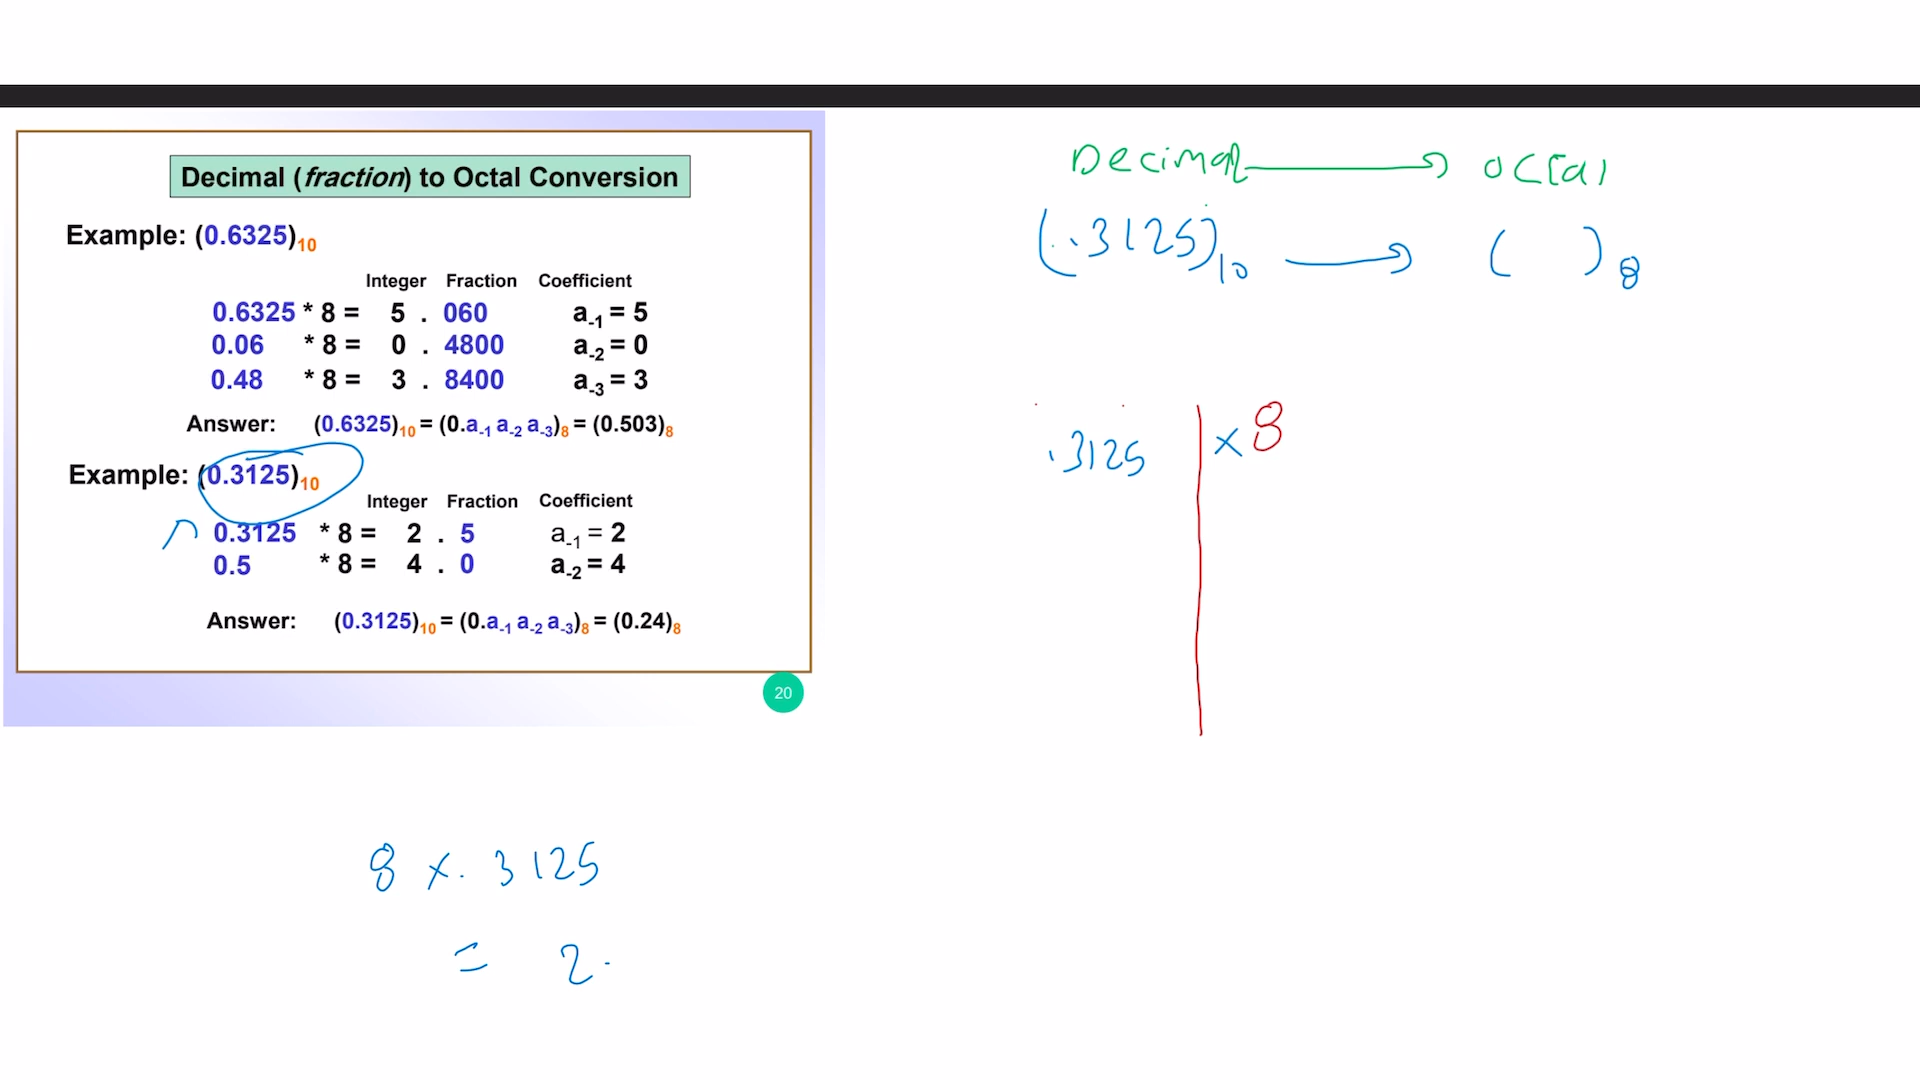 Decimal (fraction) to Octal Conversion
Example: (0.6325)10
Integer Fraction Coefficient
0.6325 * 8 = 5 . 060 a-1 = 5
0.06 * 8 = 0 . 4800 a-2 = 0
0.48 * 8 = 3 . 8400 a-3 = 3
Answer: (0.6325)10 = (0.a-1 a-2 a-3)8 = (0.503)8
Example: (0.3125)10
Integer Fraction Coefficient
0.3125 * 8 = 2 . 5 a-1 = 2
0.5 * 8 = 4 . 0 a-2 = 4
Answer: (0.3125)10 = (0.a-1 a-2 a-3)8 = (0.24)8
20
8 x .3125
= 2.
Decimal → octal
(.3125)10 → ( )8
.3125 | x 8